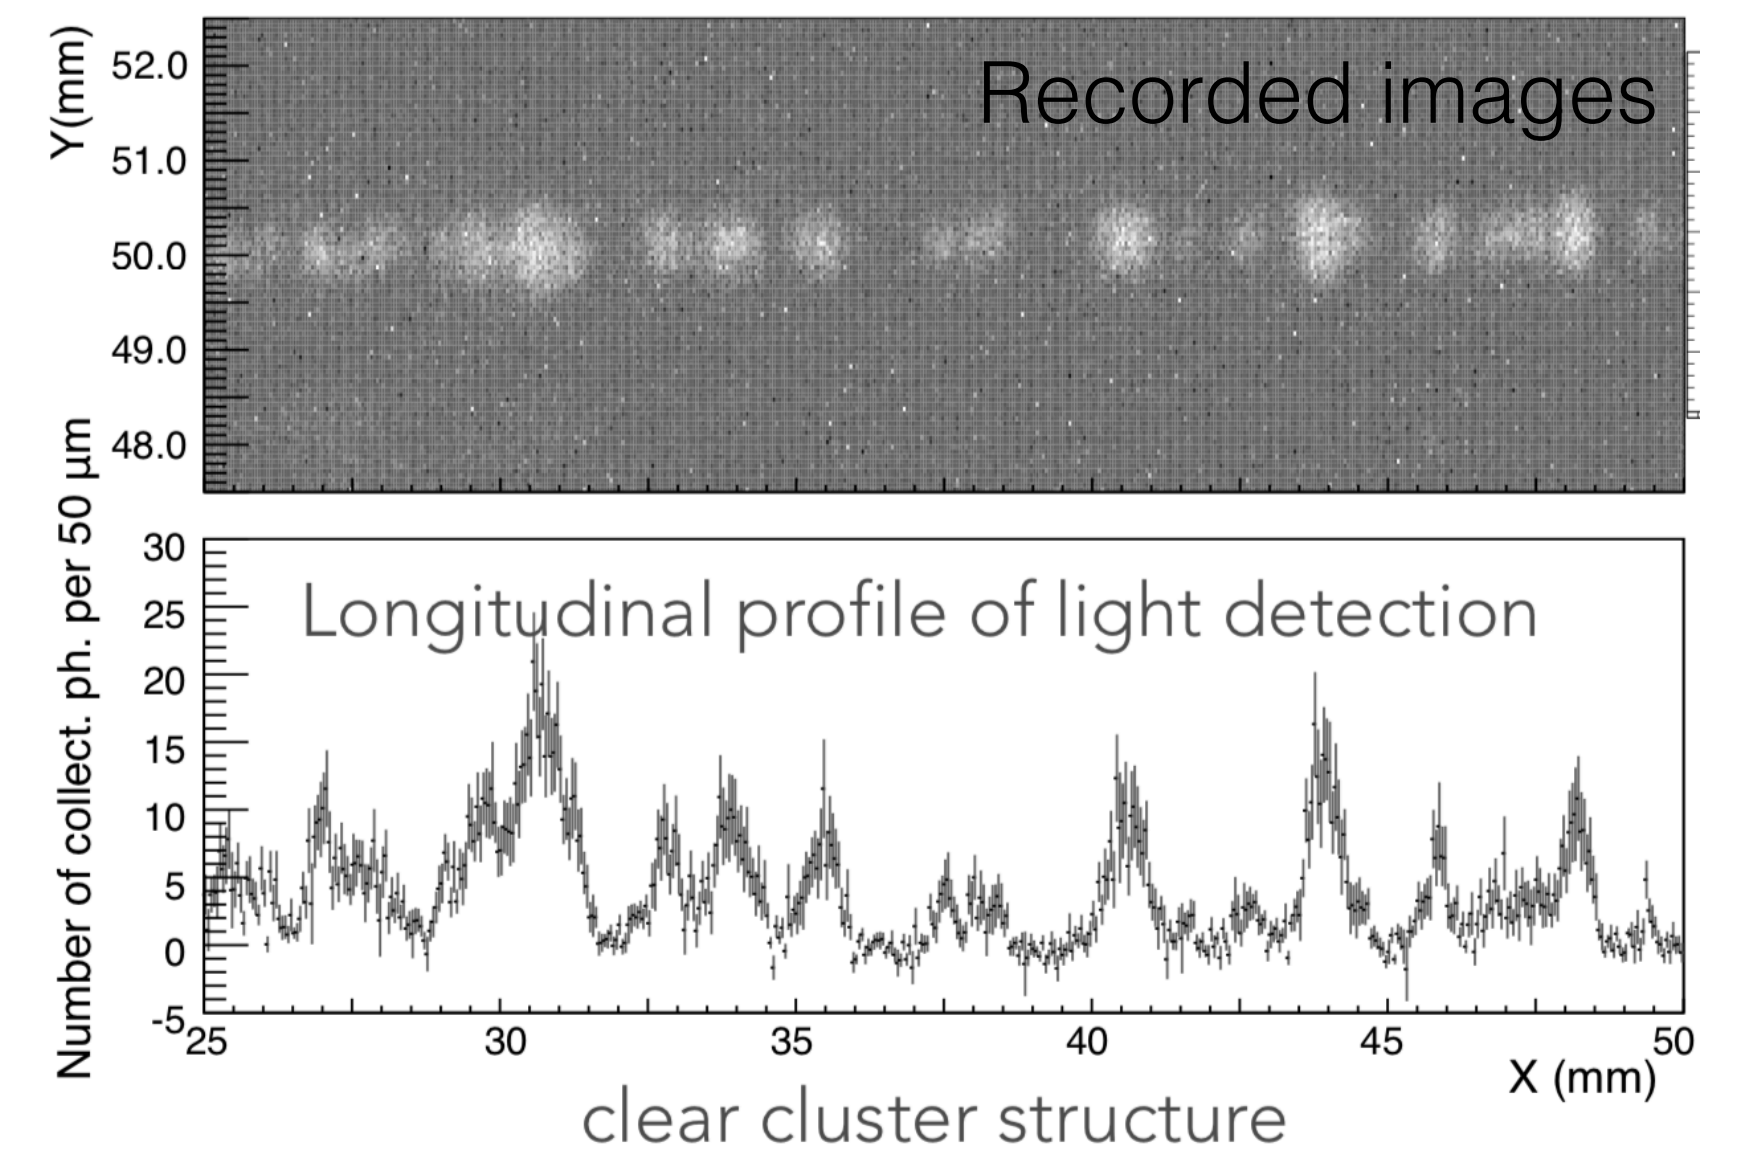 Y(mm)
52.0
51.0
50.0
49.0
48.0
Recorded images
Number of collect. ph. per 50 µm
30
25
20
15
10
5
0
-5
Longitudinal profile of light detection
25 30 35 40 45 50
X (mm)
clear cluster structure